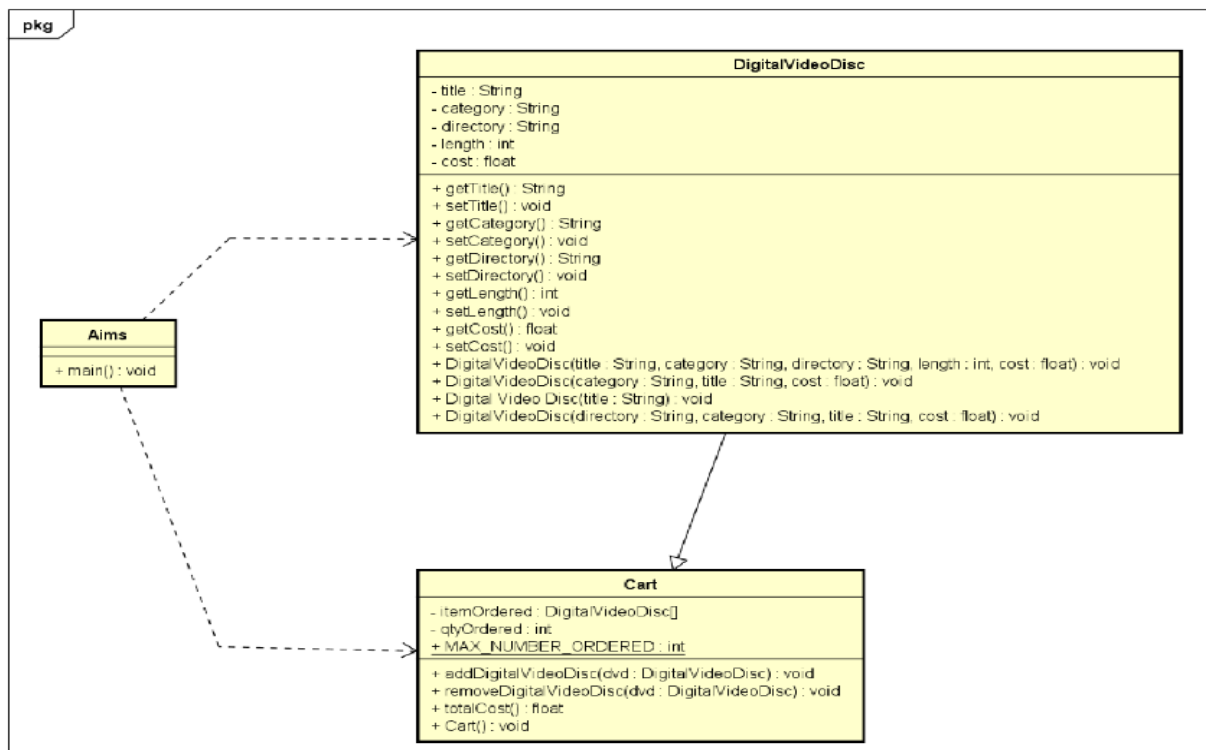 pkg
DigitalVideoDisc
- title : String
- category : String
- directory : String
- length : int
- cost : float
+ getTitle() : String
+ setTitle() : void
+ getCategory() : String
+ setCategory() : void
+ getDirectory() : String
+ setDirectory() : void
+ getLength() : int
+ setLength() : void
+ getCost() : float
+ setCost() : void
+ DigitalVideoDisc(title : String, category : String, directory : String, length : int, cost : float) : void
+ DigitalVideoDisc(category : String, title : String, cost : float) : void
+ Digital Video Disc(title : String) : void
+ DigitalVideoDisc(directory : String, category : String, title : String, cost : float) : void
Aims
+ main() : void
Cart
- itemOrdered : DigitalVideoDisc[]
- qtyOrdered : int
+ MAX_NUMBER_ORDERED : int
+ addDigitalVideoDisc(dvd : DigitalVideoDisc) : void
+ removeDigitalVideoDisc(dvd : DigitalVideoDisc) : void
+ totalCost() : float
+ Cart() : void